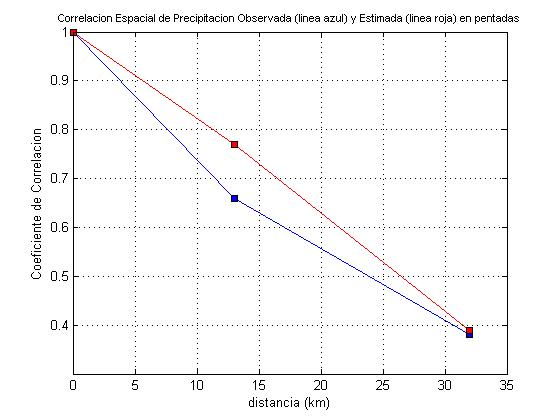 Correlacion Espacial de Precipitacion Observada (linea azul) y Estimada (linea roja) en pentadas
1
0.9
0.8
0.7
0.6
0.5
0.4
Coeficiente de Correlacion
0 5 10 15 20 25 30 35
distancia (km)